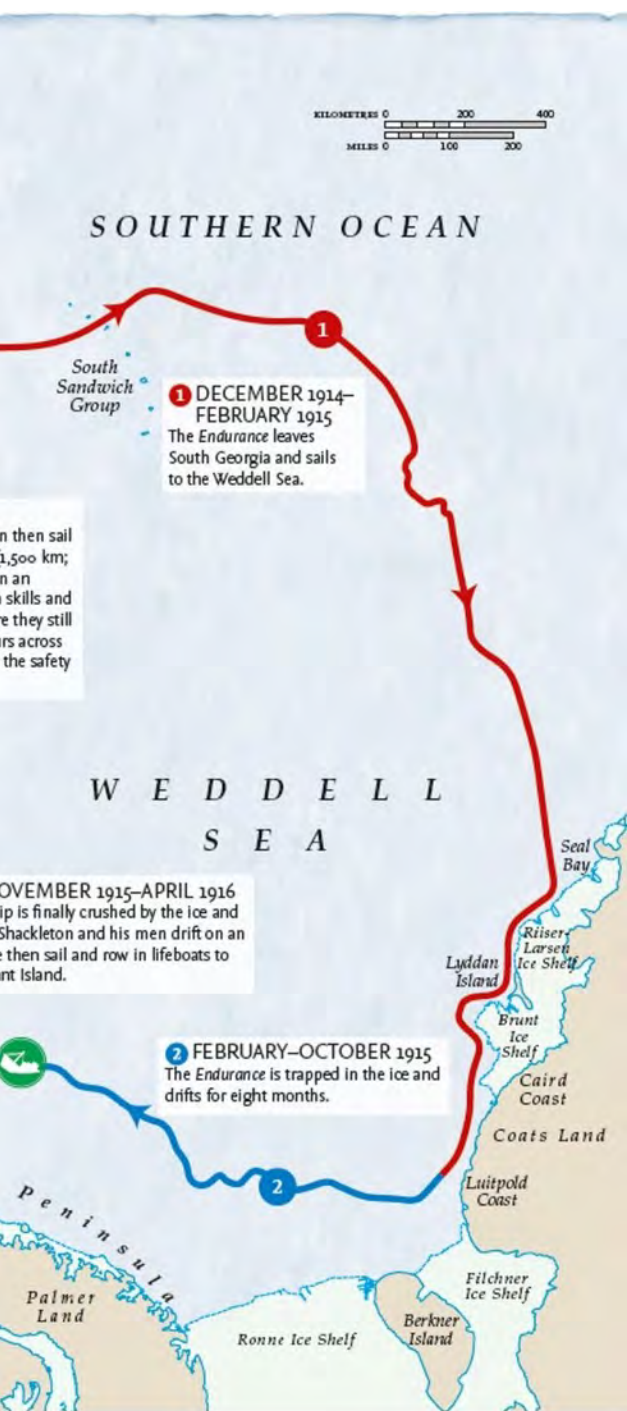 KILOMETRES 0 200 400
MILES 0 100 200
SOUTHERN OCEAN
1
South
Sandwich
Group
1 DECEMBER 1914–
FEBRUARY 1915
The Endurance leaves
South Georgia and sails
to the Weddell Sea.
n then sail
1,500 km;
n an
skills and
re they still
rs across
the safety
WEDDELL
SEA
Seal
Bay
OVEMBER 1915–APRIL 1916
ip is finally crushed by the ice and
Shackleton and his men drift on an
e then sail and row in lifeboats to
nt Island.
Riiser-
Larsen
Ice Shelf
Lyddan
Island
Brunt
Ice
Shelf
2 FEBRUARY–OCTOBER 1915
The Endurance is trapped in the ice and
drifts for eight months.
Caird
Coast
Coats Land
2
Luitpold
Coast
Peninsula
Filchner
Ice Shelf
Palmer
Land
Berkner
Island
Ronne Ice Shelf